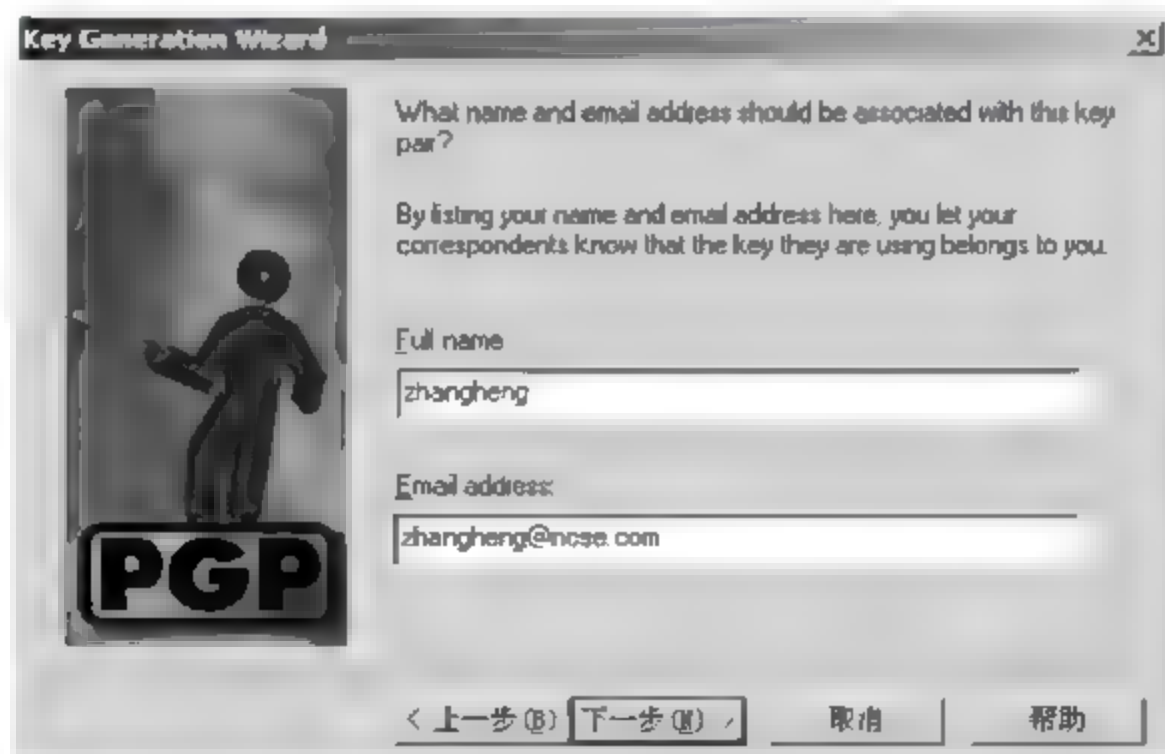 Key Generation Wizard
What name and email address should be associated with this key
pair?
By listing your name and email address here, you let your
correspondents know that the key they are using belongs to you.
Full name
zhangheng
Email address:
zhangheng@ncse.com
PGP
< 上一步(B)
下一步(N) >
取消
帮助